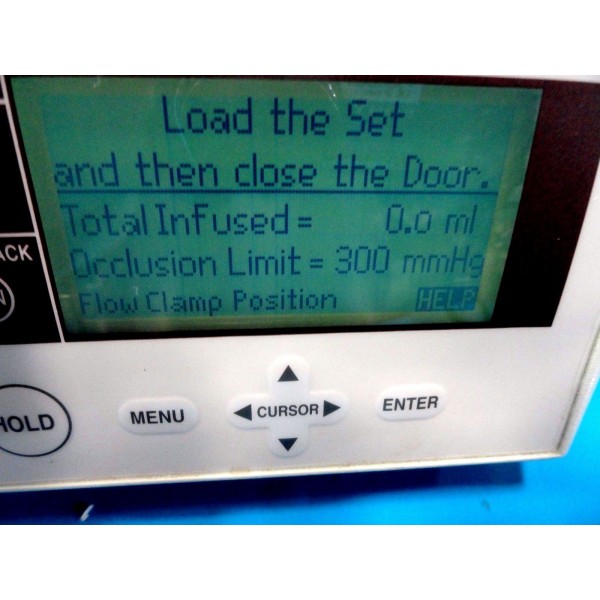 Load the Set
and then close the Door.
Total Infused = 0.0 ml
Occlusion Limit = 300 mmHg
Flow Clamp Position HELP
ACK
HOLD
MENU
◀ CURSOR ▶
ENTER